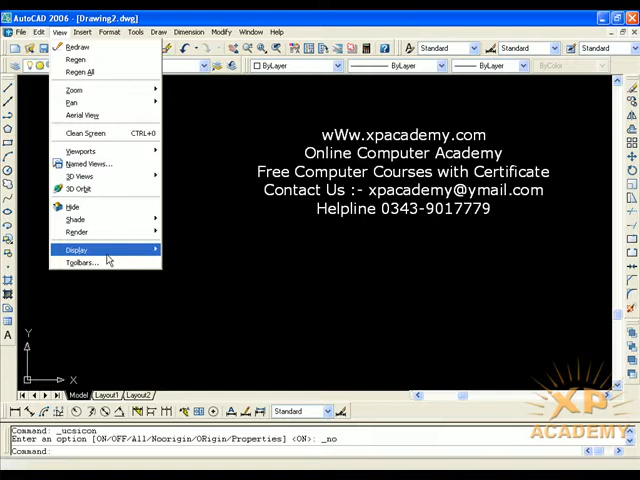 AutoCAD 2006 - [Drawing2.dwg]
File Edit View Insert Format Tools Draw Dimension Modify Window Help
Standard Standard Standard
ByLayer ByLayer ByLayer ByColor
Redraw
Regen
Regen All
Zoom
Pan
Aerial View
Clean Screen CTRL+0
Viewports
Named Views...
3D Views
3D Orbit
Hide
Shade
Render
Display
Toolbars...
wWw.xpacademy.com
Online Computer Academy
Free Computer Courses with Certificate
Contact Us :- xpacademy@ymail.com
Helpline 0343-9017779
Y
X
Model Layout1 Layout2
Standard
XP
ACADEMY
Command: _ucsicon
Enter an option [ON/OFF/All/Noorigin/ORigin/Properties] <ON>: _no
Command: